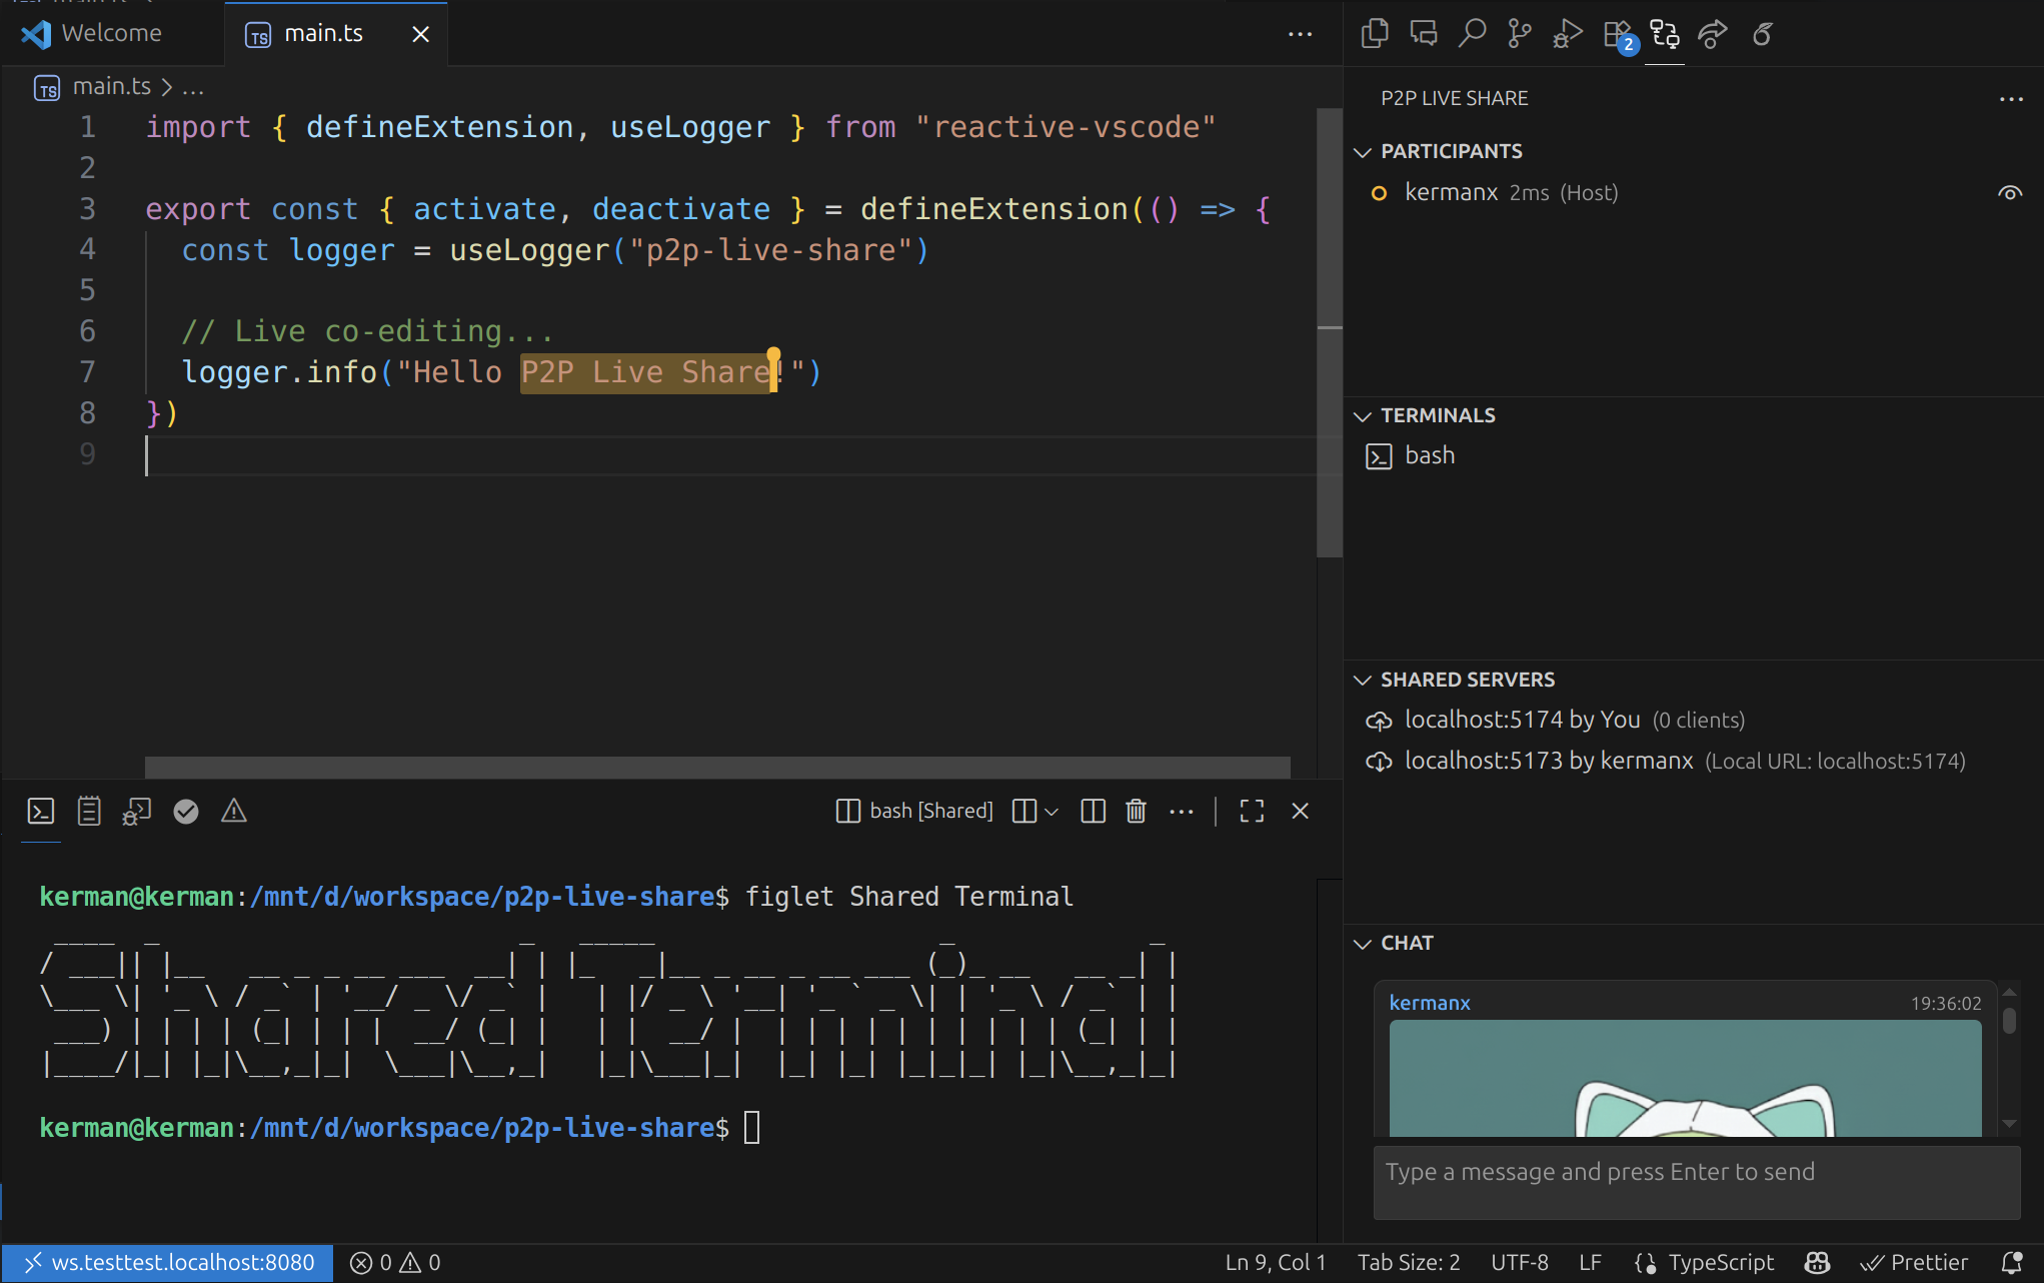 Welcome
main.ts
main.ts > ...
1 import { defineExtension, useLogger } from "reactive-vscode"
2
3 export const { activate, deactivate } = defineExtension(() => {
4 const logger = useLogger("p2p-live-share")
5
6 // Live co-editing...
7 logger.info("Hello P2P Live Share!")
8 })
9
bash [Shared]
kerman@kerman:/mnt/d/workspace/p2p-live-share$ figlet Shared Terminal
Shared Terminal
kerman@kerman:/mnt/d/workspace/p2p-live-share$
2
P2P LIVE SHARE
PARTICIPANTS
kermanx 2ms (Host)
TERMINALS
bash
SHARED SERVERS
localhost:5174 by You (0 clients)
localhost:5173 by kermanx (Local URL: localhost:5174)
CHAT
kermanx 19:36:02
Type a message and press Enter to send
ws.testtest.localhost:8080 0 0 Ln 9, Col 1 Tab Size: 2 UTF-8 LF TypeScript Prettier